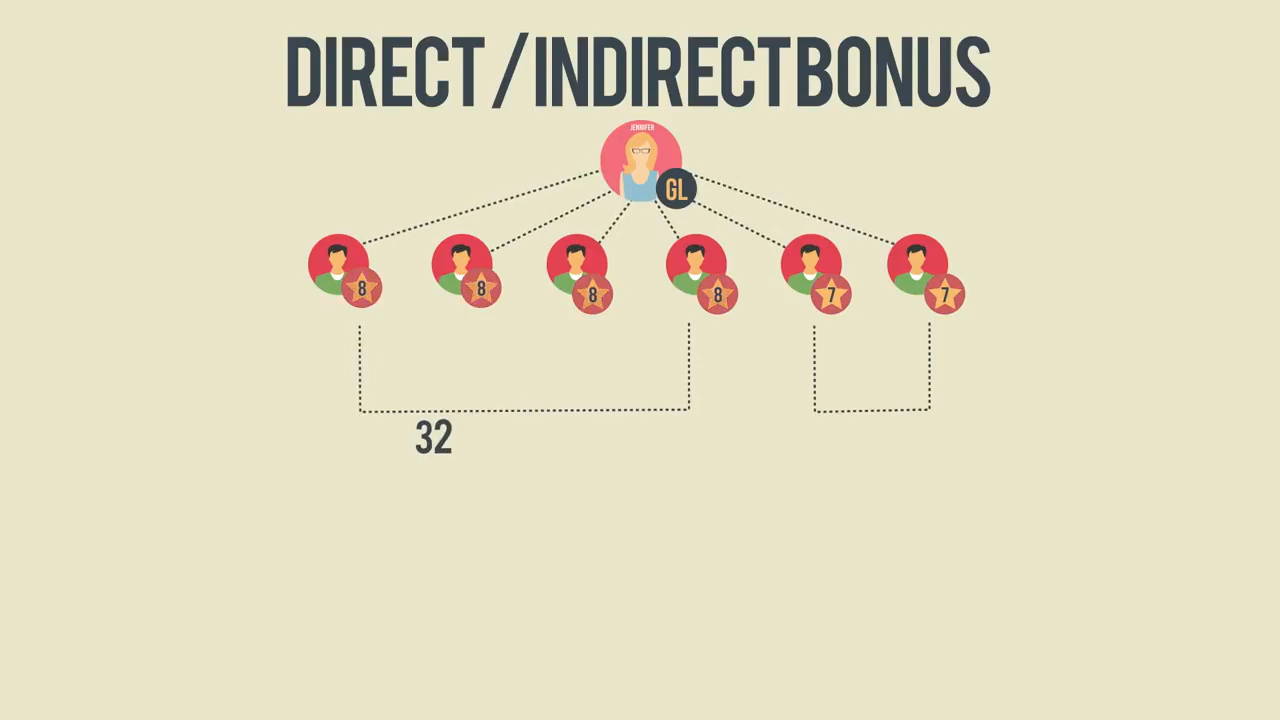 DIRECT/INDIRECTBONUS
JENNIFER
GL
8 8 8 8 7 7
32